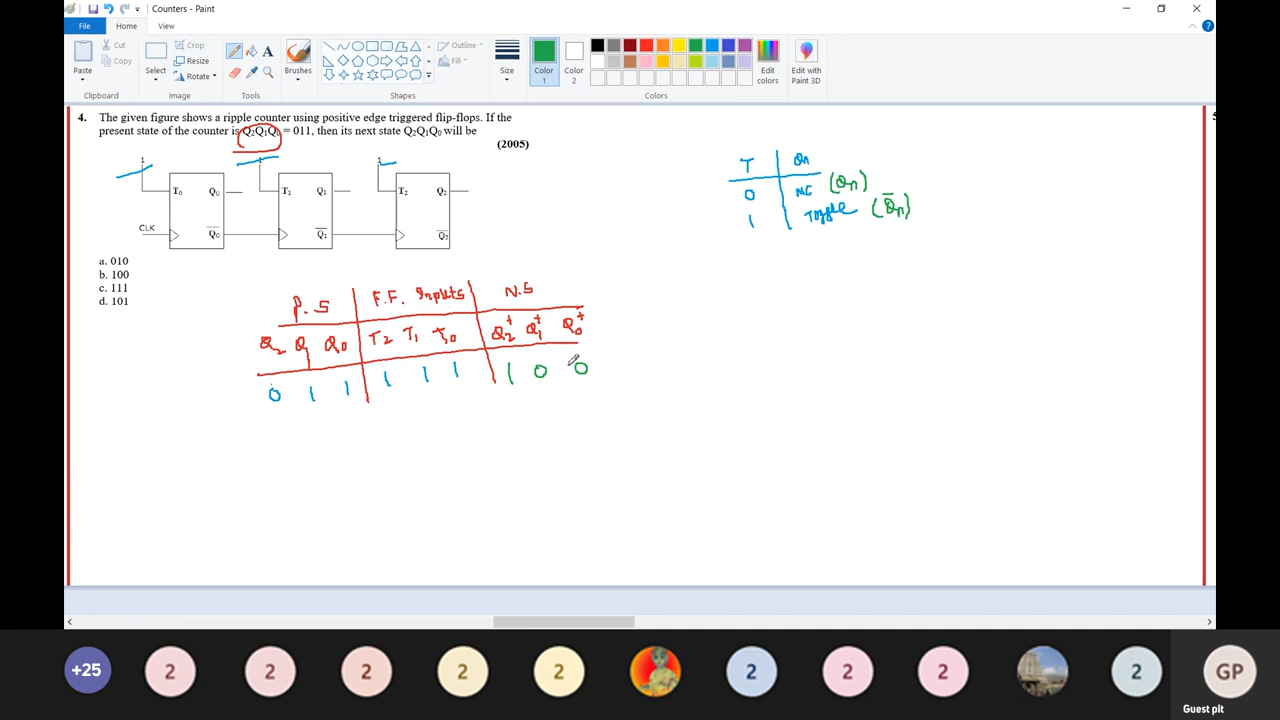 Counters - Paint
File
Home
View
Paste
Cut
Copy
Clipboard
Select
Crop
Resize
Rotate
Image
A
Tools
Brushes
Outline
Fill
Shapes
Size
Color
1
Color
2
Edit
colors
Edit with
Paint 3D
Colors
4. The given figure shows a ripple counter using positive edge triggered flip-flops. If the
present state of the counter is Q2Q1Q0 = 011, then its next state Q2Q1Q0 will be
(2005)
1 1 1
T0 Q0 T1 Q1 T2 Q2
CLK Q̅0 Q̅1 Q̅2
a. 010
b. 100
c. 111
d. 101
T Qn
0 NC (Qn)
1 Toggle (Q̅n)
P.S F.F. Inputs N.S
Q2 Q1 Q0 T2 T1 T0 Q2+ Q1+ Q0+
0 1 1 1 1 1 1 0 0
+25
2
2
2
2
2
2
2
2
2
GP
Guest pit